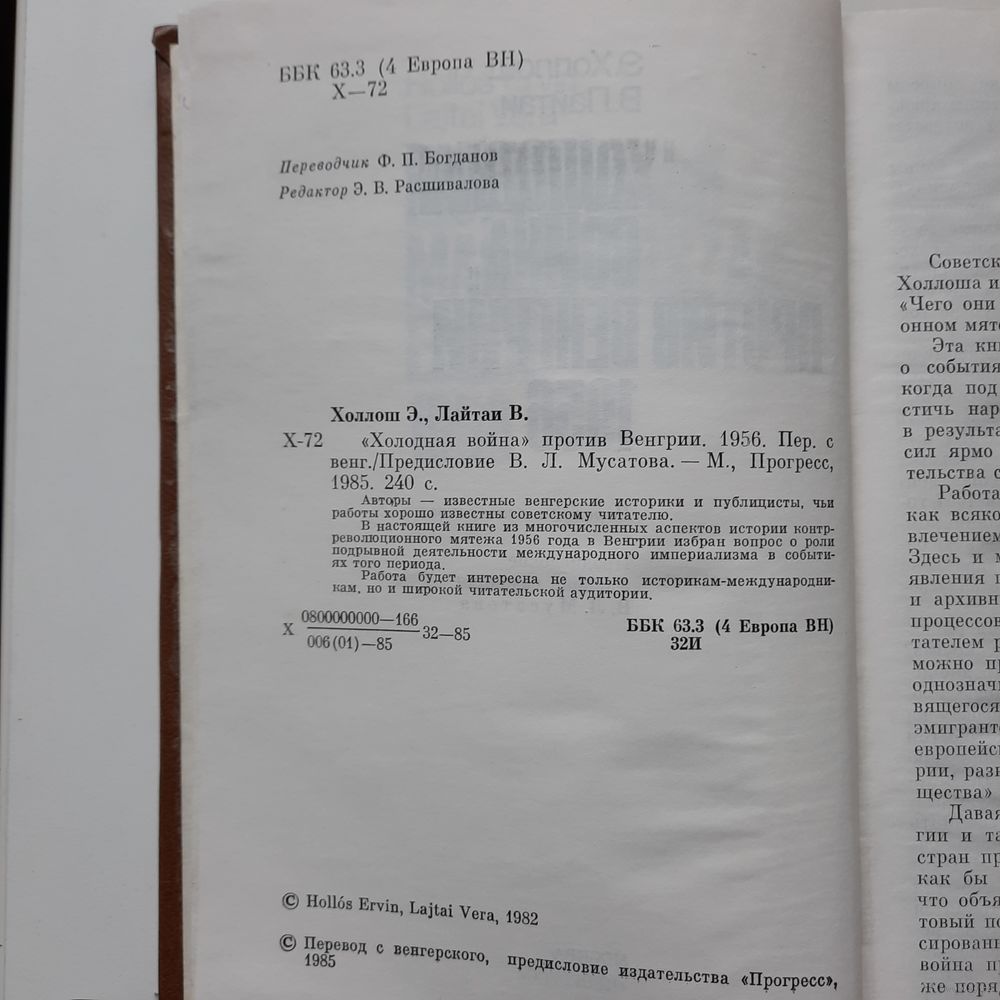 ББК 63.3 (4 Европа ВН)
Х—72
Переводчик Ф. П. Богданов
Редактор Э. В. Расшивалова
Холлош Э., Лайтаи В.
Х-72 «Холодная война» против Венгрии. 1956. Пер. с
венг./Предисловие В. Л. Мусатова. — М., Прогресс,
1985. 240 с.
Авторы — известные венгерские историки и публицисты, чьи
работы хорошо известны советскому читателю.
В настоящей книге из многочисленных аспектов истории контр-
революционного мятежа 1956 года в Венгрии избран вопрос о роли
подрывной деятельности международного империализма в событи-
ях того периода.
Работа будет интересна не только историкам-международни-
кам, но и широкой читательской аудитории.
Х 0800000000—166
006(01)—85
32—85
ББК 63.3 (4 Европа ВН)
32И
© Hollós Ervin, Lajtai Vera, 1982
© Перевод с венгерского, предисловие издательства «Прогресс»,
1985
Советск
Холлоша и
«Чего они
онном мят
Эта кн
о события
когда под
стичь нар
в результа
сил ярмо
тельства с
Работа
как всяко
влечением
Здесь и м
явления п
и архивн
процессов
тателем р
можно пр
однознач
вящегося
эмигрант
европейс
рии, разн
щества»
Давая
гии и та
стран пр
как бы
что объя
товый по
сирован
война п
же поря